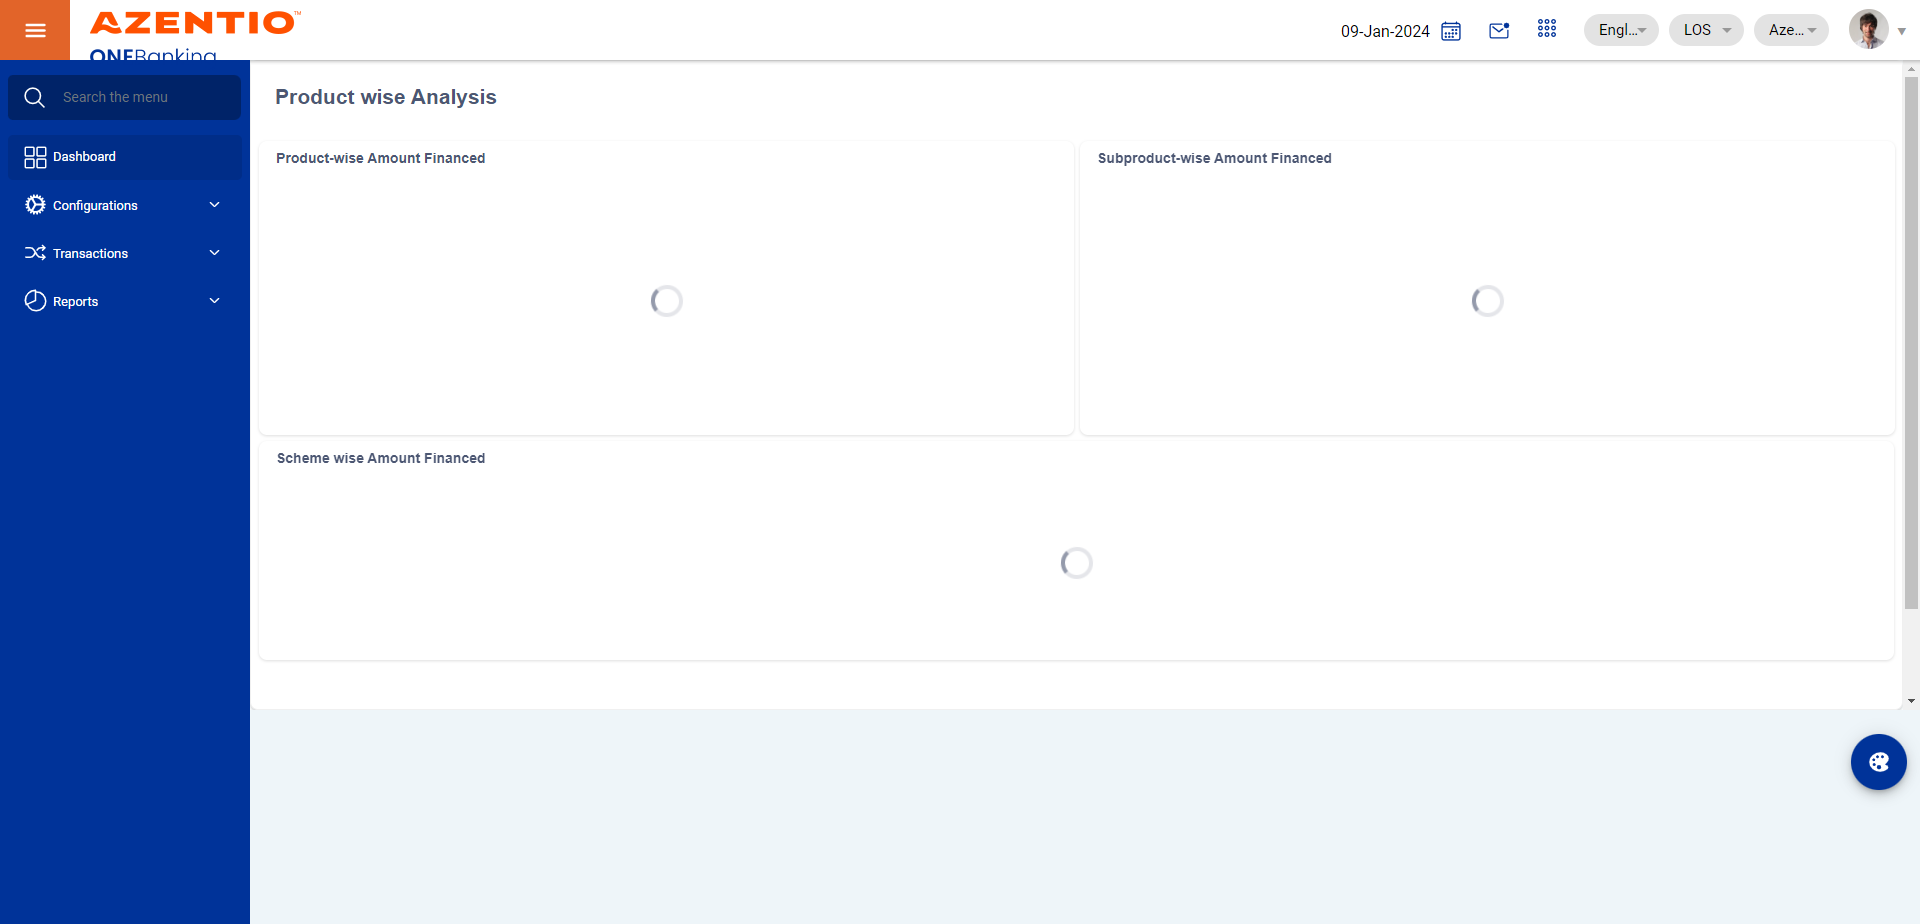 AZENTIO™
ONEBanking
09-Jan-2024
Engl...
LOS
Aze...
Search the menu
Dashboard
Configurations
Transactions
Reports
Product wise Analysis
Product-wise Amount Financed
Subproduct-wise Amount Financed
Scheme wise Amount Financed